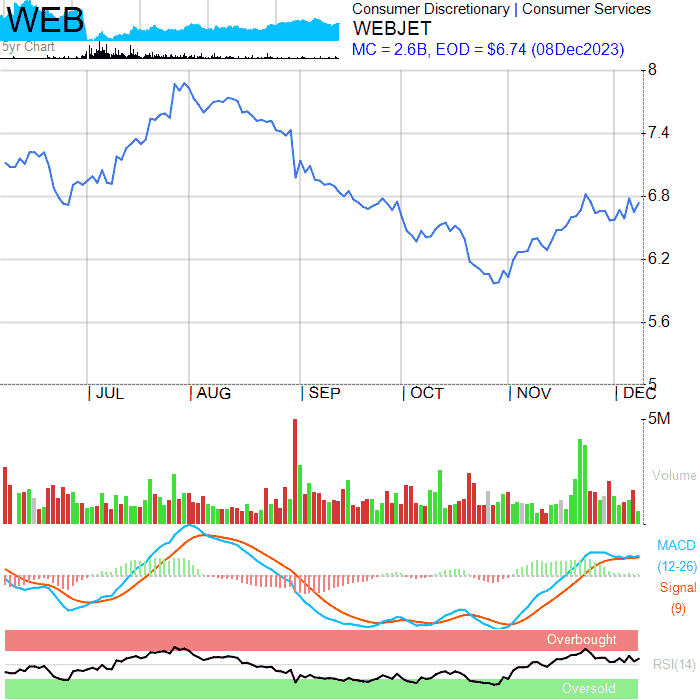 WEB
5yr Chart
Consumer Discretionary | Consumer Services
WEBJET
MC = 2.6B, EOD = $6.74 (08Dec2023)
8
7.4
6.8
6.2
5.6
5
JUL AUG SEP OCT NOV DEC
5M
Volume
MACD
(12-26)
Signal
(9)
Overbought
RSI(14)
Oversold